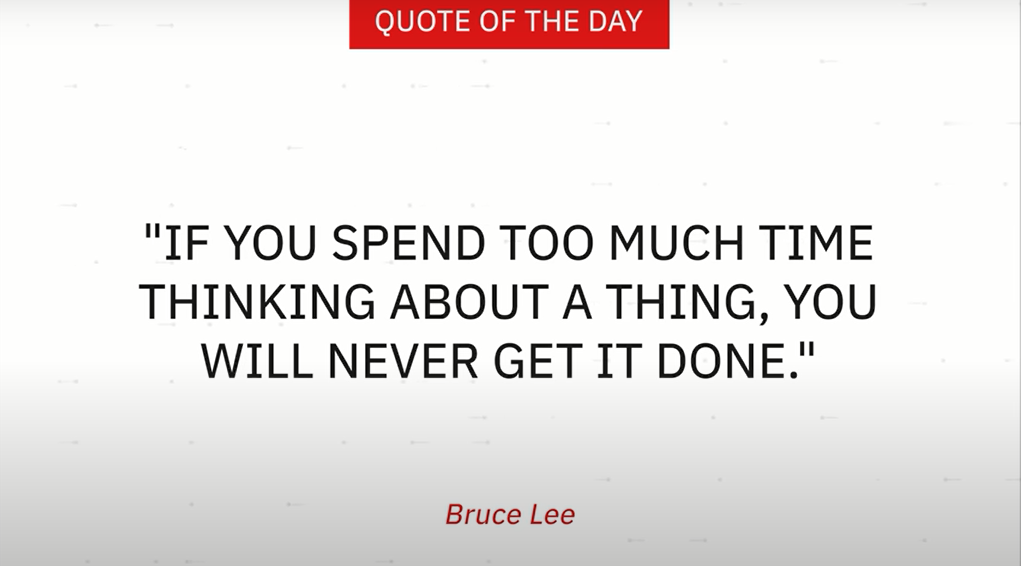 QUOTE OF THE DAY
"IF YOU SPEND TOO MUCH TIME
THINKING ABOUT A THING, YOU
WILL NEVER GET IT DONE."
Bruce Lee